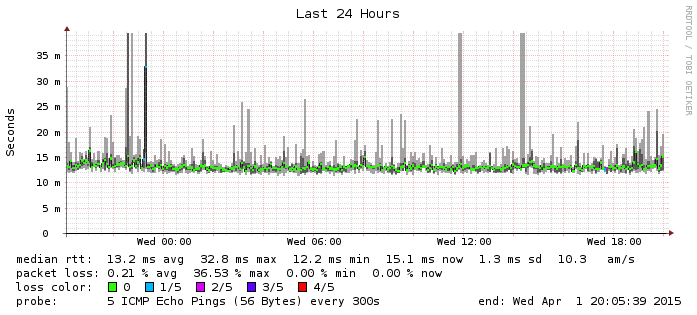 Last 24 Hours
RRDTOOL / TOBI OETIKER
Seconds
35 m
30 m
25 m
20 m
15 m
10 m
5 m
0
Wed 00:00 Wed 06:00 Wed 12:00 Wed 18:00
median rtt: 13.2 ms avg 32.8 ms max 12.2 ms min 15.1 ms now 1.3 ms sd 10.3 am/s
packet loss: 0.21 % avg 36.53 % max 0.00 % min 0.00 % now
loss color: 0 1/5 2/5 3/5 4/5
probe: 5 ICMP Echo Pings (56 Bytes) every 300s end: Wed Apr 1 20:05:39 2015